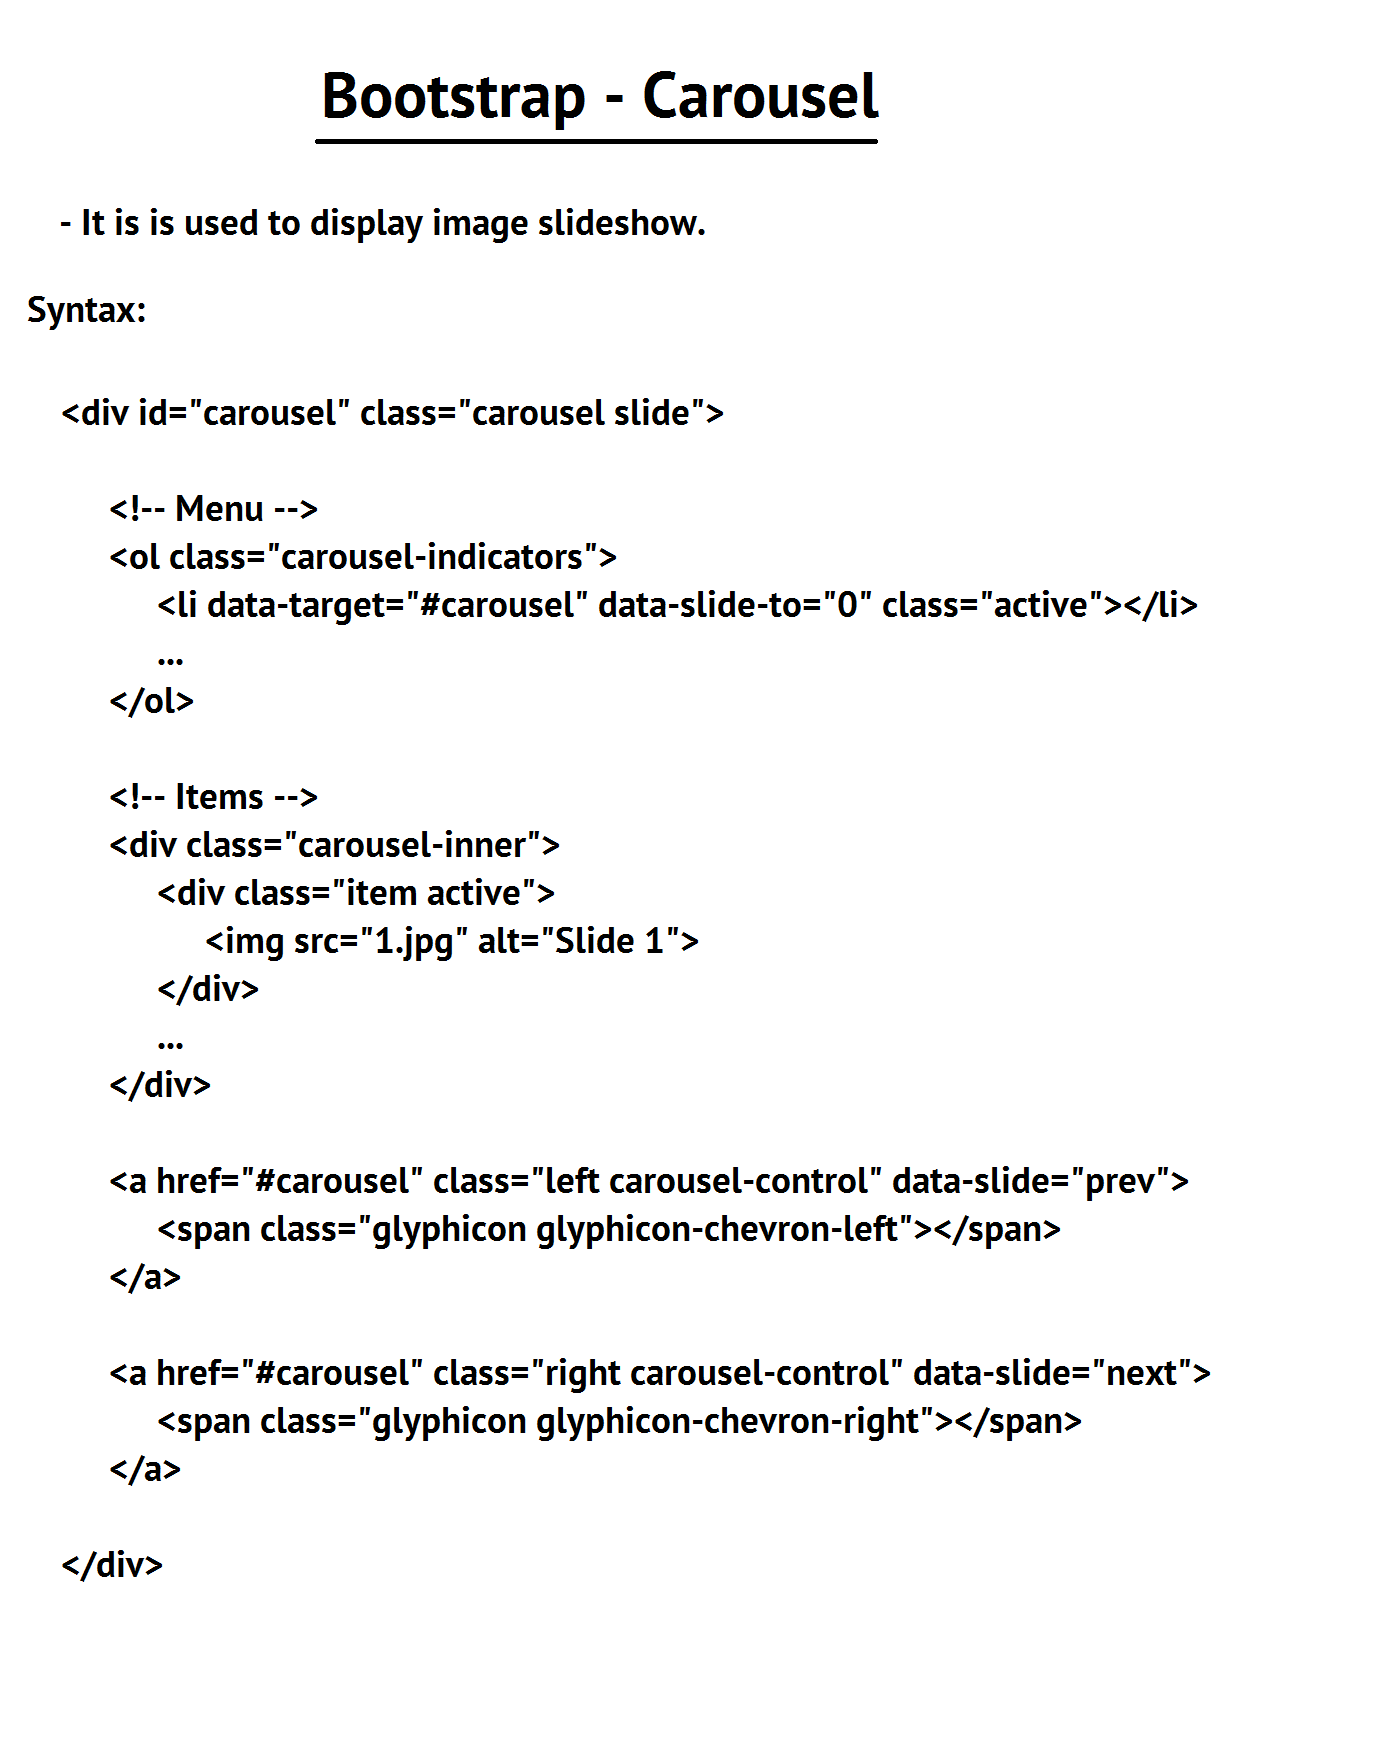 Bootstrap - Carousel
- It is is used to display image slideshow.
Syntax:
<div id="carousel" class="carousel slide">
<!-- Menu -->
<ol class="carousel-indicators">
<li data-target="#carousel" data-slide-to="0" class="active"></li>
...
</ol>
<!-- Items -->
<div class="carousel-inner">
<div class="item active">
<img src="1.jpg" alt="Slide 1">
</div>
...
</div>
<a href="#carousel" class="left carousel-control" data-slide="prev">
<span class="glyphicon glyphicon-chevron-left"></span>
</a>
<a href="#carousel" class="right carousel-control" data-slide="next">
<span class="glyphicon glyphicon-chevron-right"></span>
</a>
</div>